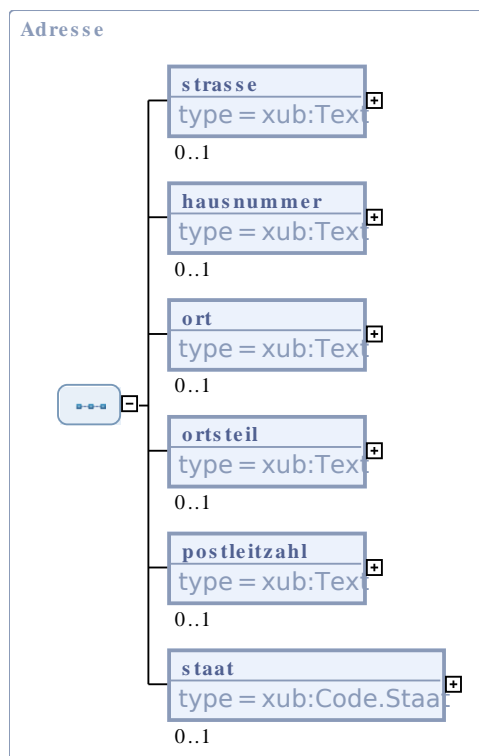 Adresse
strasse
type = xub:Text
0..1
hausnummer
type = xub:Text
0..1
ort
type = xub:Text
0..1
ortsteil
type = xub:Text
0..1
postleitzahl
type = xub:Text
0..1
staat
type = xub:Code.Staat
0..1